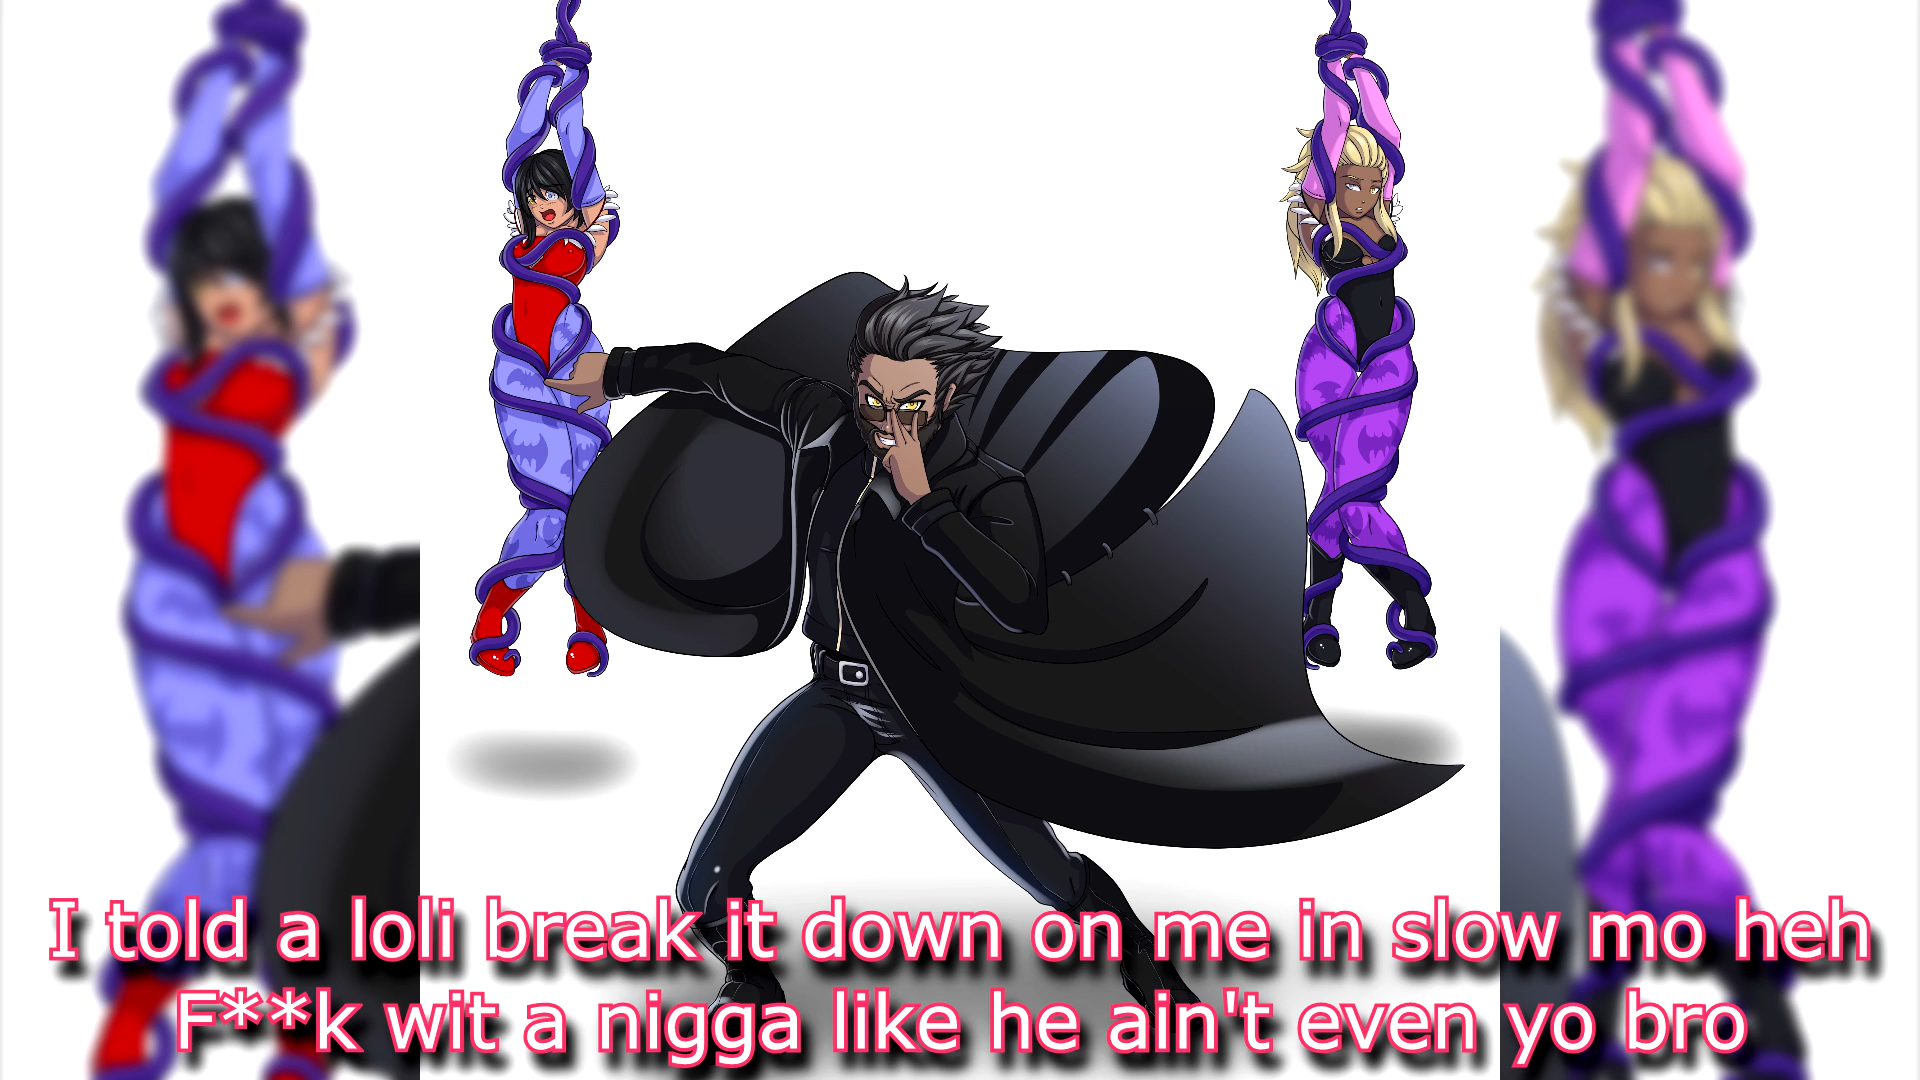 I told a loli break it down on me in slow mo heh
F**k wit a nigga like he ain't even yo bro